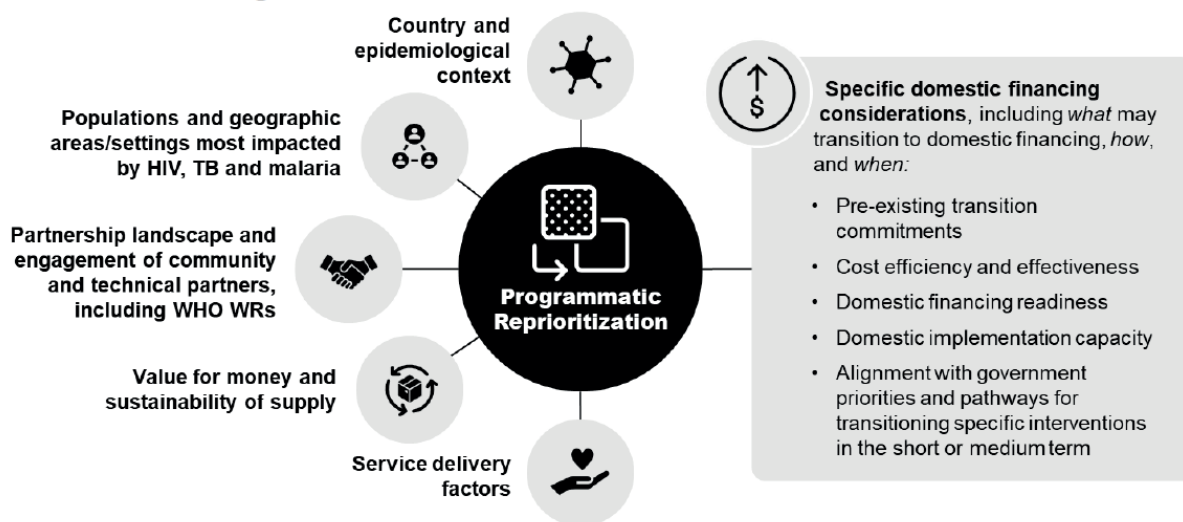 Country and
epidemiological
context
Populations and geographic
areas/settings most impacted
by HIV, TB and malaria
Partnership landscape and
engagement of community
and technical partners,
including WHO WRs
Value for money and
sustainability of supply
Service delivery
factors
Programmatic
Reprioritization
$
Specific domestic financing
considerations, including what may
transition to domestic financing, how,
and when:
• Pre-existing transition
commitments
• Cost efficiency and effectiveness
• Domestic financing readiness
• Domestic implementation capacity
• Alignment with government
priorities and pathways for
transitioning specific interventions
in the short or medium term